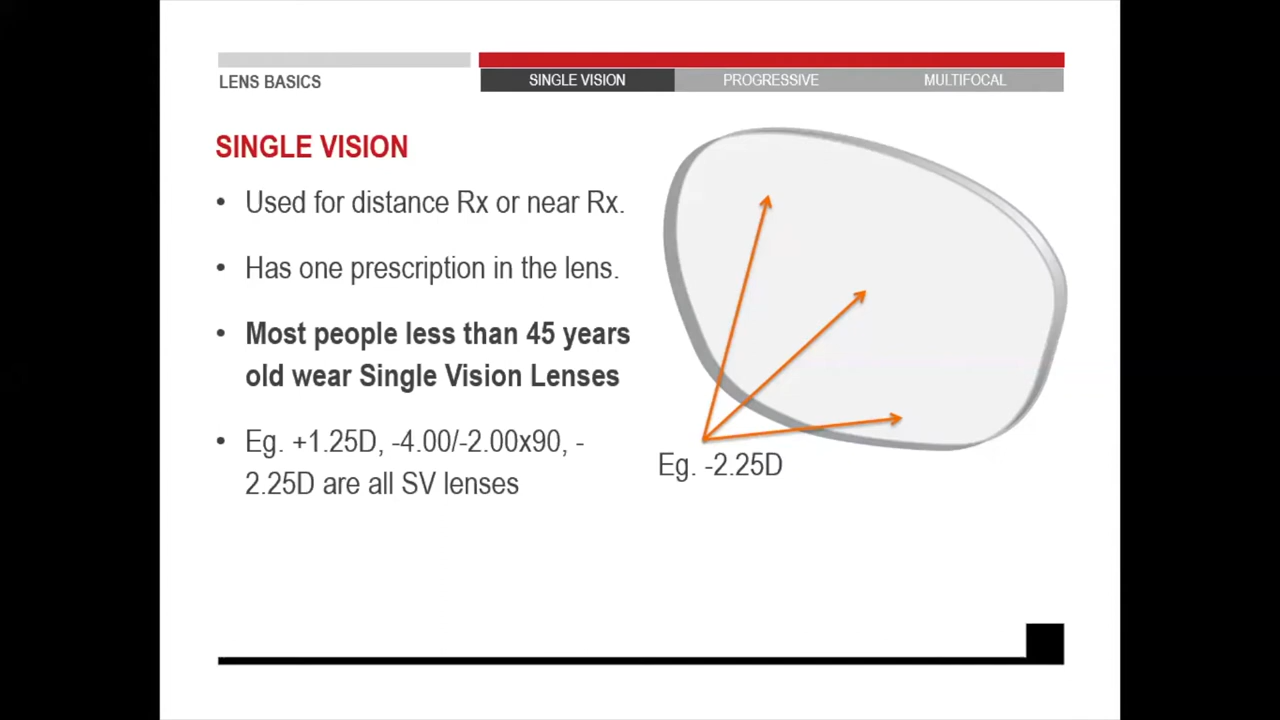 LENS BASICS
SINGLE VISION
PROGRESSIVE
MULTIFOCAL
SINGLE VISION
• Used for distance Rx or near Rx.
• Has one prescription in the lens.
• Most people less than 45 years
old wear Single Vision Lenses
• Eg. +1.25D, -4.00/-2.00x90, -
2.25D are all SV lenses
Eg. -2.25D